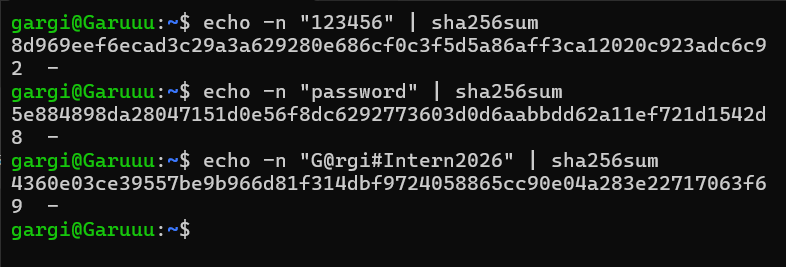 gargi@Garuuu:~$ echo -n "123456" | sha256sum
8d969eef6ecad3c29a3a629280e686cf0c3f5d5a86aff3ca12020c923adc6c9
2  -
gargi@Garuuu:~$ echo -n "password" | sha256sum
5e884898da28047151d0e56f8dc6292773603d0d6aabbdd62a11ef721d1542d
8  -
gargi@Garuuu:~$ echo -n "G@rgi#Intern2026" | sha256sum
4360e03ce39557be9b966d81f314dbf9724058865cc90e04a283e22717063f6
9  -
gargi@Garuuu:~$